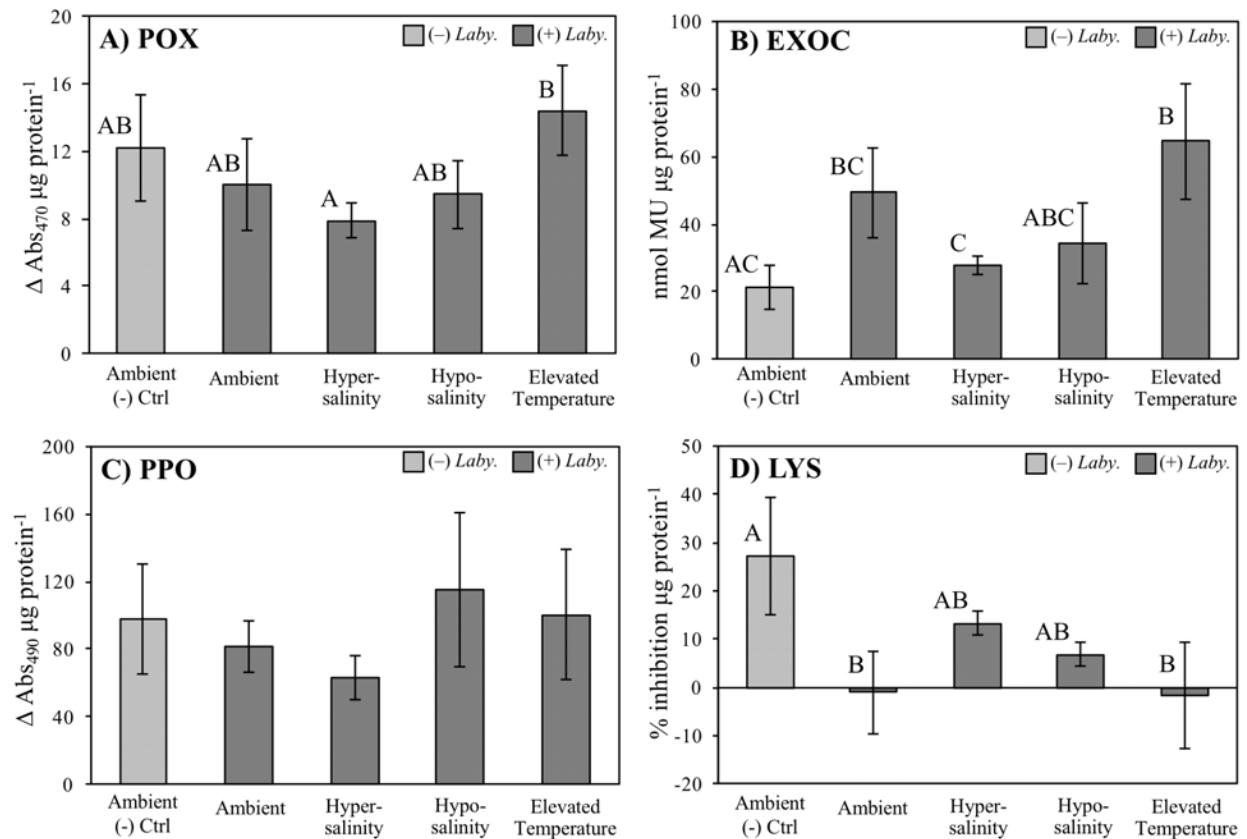 A) POX
(–) Laby. (+) Laby.
Δ Abs₄₇₀ µg protein⁻¹
20
16
12
8
4
0
AB
AB
A
AB
B
Ambient (-) Ctrl
Ambient
Hyper-salinity
Hypo-salinity
Elevated Temperature
B) EXOC
(–) Laby. (+) Laby.
nmol MU µg protein⁻¹
100
80
60
40
20
0
AC
BC
C
ABC
B
Ambient (-) Ctrl
Ambient
Hyper-salinity
Hypo-salinity
Elevated Temperature
C) PPO
(–) Laby. (+) Laby.
Δ Abs₄₉₀ µg protein⁻¹
200
160
120
80
40
0
Ambient (-) Ctrl
Ambient
Hyper-salinity
Hypo-salinity
Elevated Temperature
D) LYS
(–) Laby. (+) Laby.
% inhibition µg protein⁻¹
50
40
30
20
10
0
-10
-20
A
B
AB
AB
B
Ambient (-) Ctrl
Ambient
Hyper-salinity
Hypo-salinity
Elevated Temperature